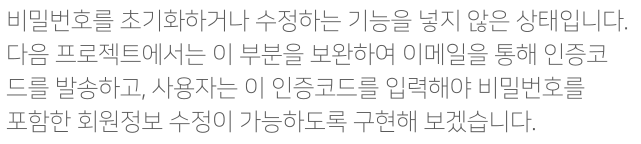 비밀번호를 초기화하거나 수정하는 기능을 넣지 않은 상태입니다.
다음 프로젝트에서는 이 부분을 보완하여 이메일을 통해 인증코
드를 발송하고, 사용자는 이 인증코드를 입력해야 비밀번호를
포함한 회원정보 수정이 가능하도록 구현해 보겠습니다.